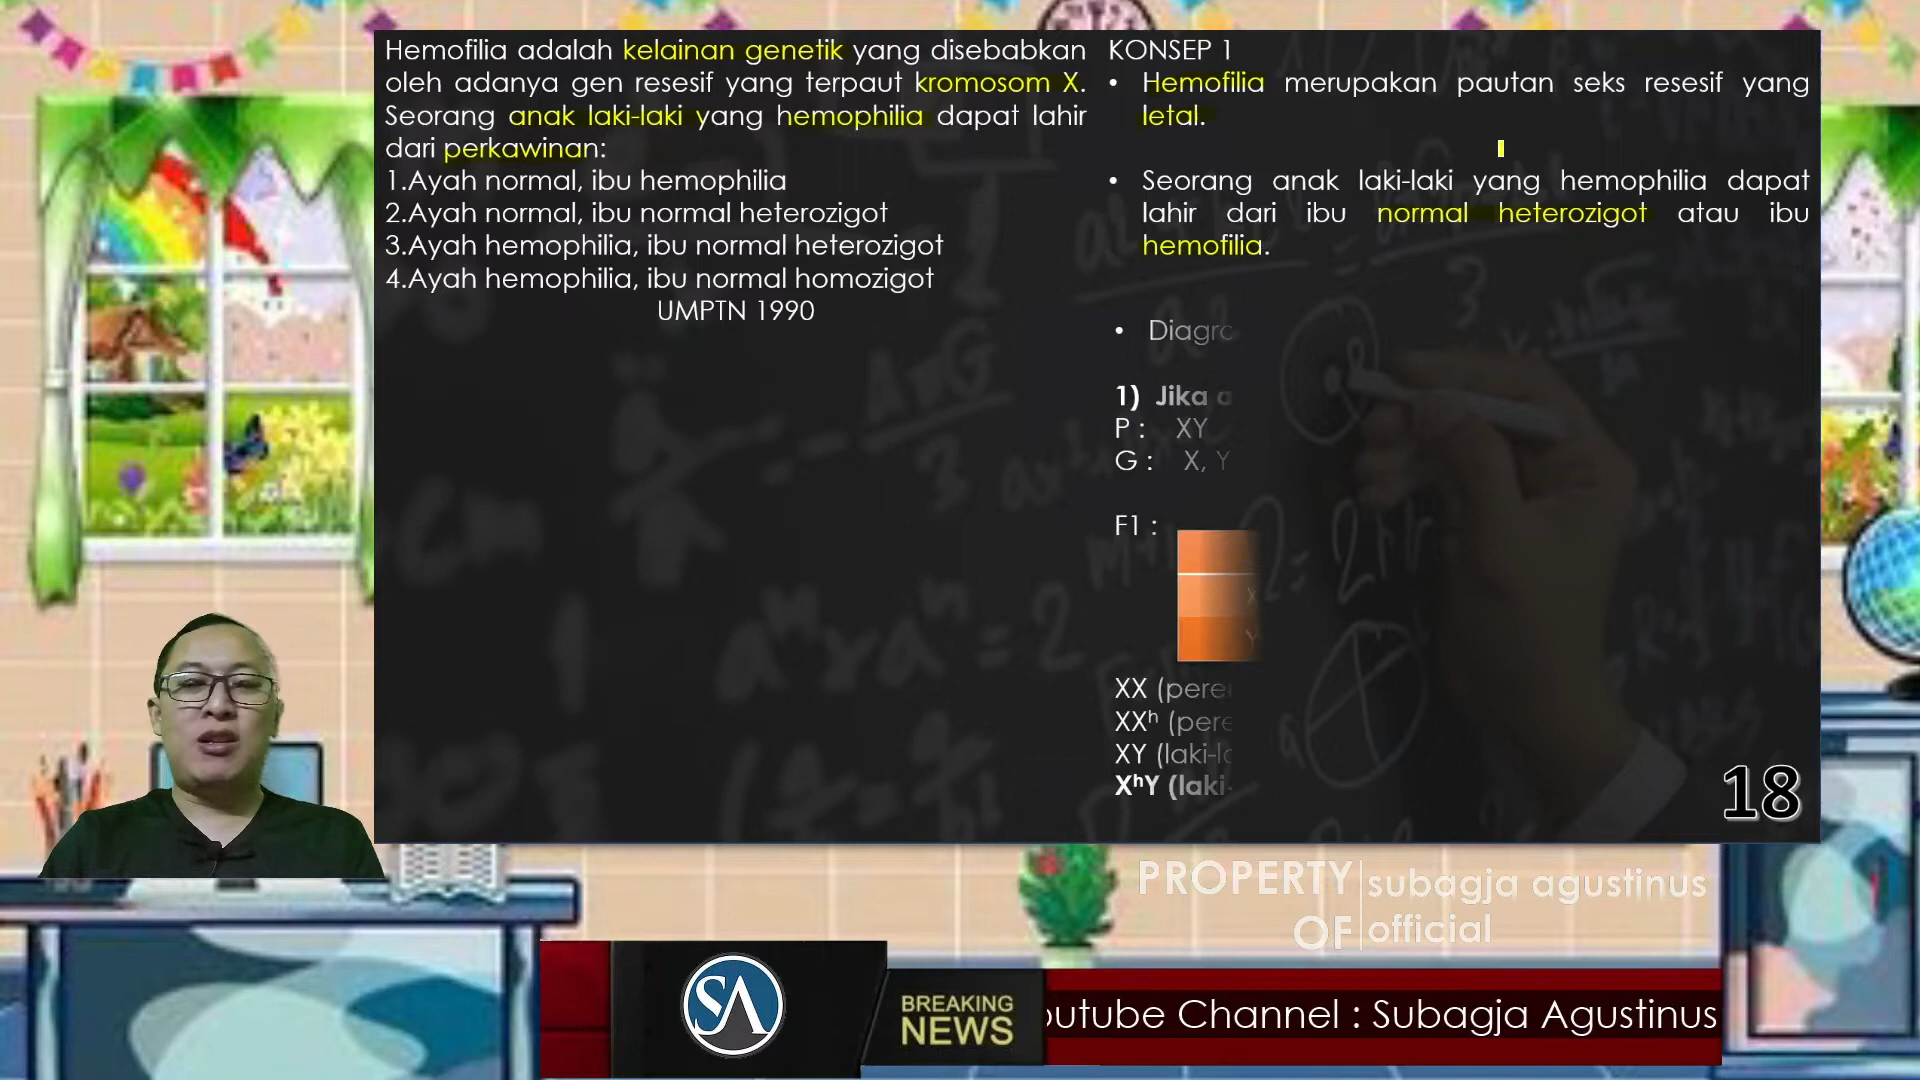 Hemofilia adalah kelainan genetik yang disebabkan
oleh adanya gen resesif yang terpaut kromosom X.
Seorang anak laki-laki yang hemophilia dapat lahir
dari perkawinan:
1.Ayah normal, ibu hemophilia
2.Ayah normal, ibu normal heterozigot
3.Ayah hemophilia, ibu normal heterozigot
4.Ayah hemophilia, ibu normal homozigot
UMPTN 1990
KONSEP 1
• Hemofilia merupakan pautan seks resesif yang
letal.
• Seorang anak laki-laki yang hemophilia dapat
lahir dari ibu normal heterozigot atau ibu
hemofilia.
1) Jika
P : XY
G : X, Y
F1 :
X
Y
XX
XXʰ
XY
XʰY
18
PROPERTY OF
subagja agustinus
official
SA
BREAKING
NEWS
outube Channel : Subagja Agustinus